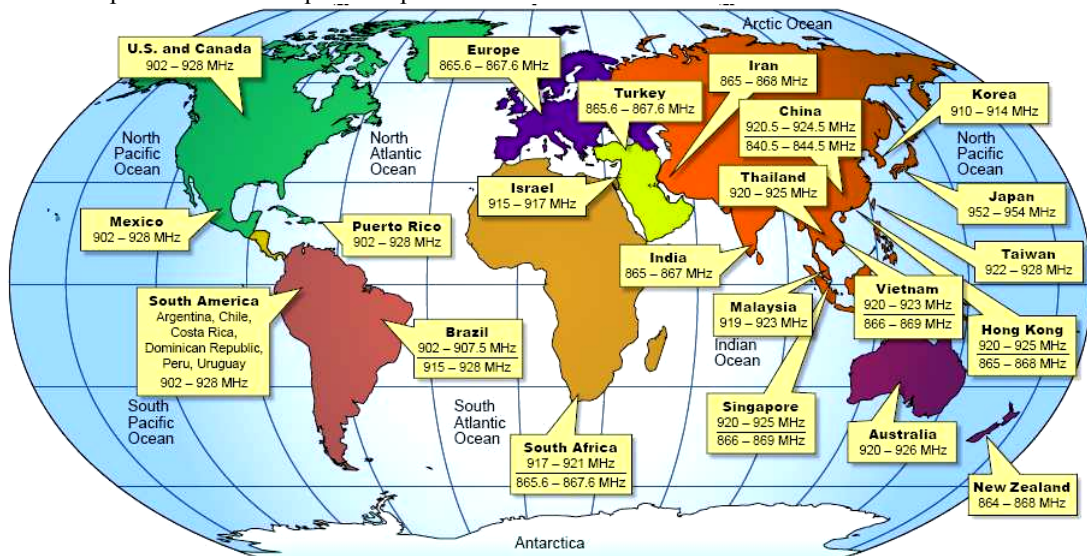 Arctic Ocean
U.S. and Canada
902 – 928 MHz
Europe
865.6 – 867.6 MHz
Iran
865 – 868 MHz
Turkey
865.6 – 867.6 MHz
China
920.5 – 924.5 MHz
840.5 – 844.5 MHz
Korea
910 – 914 MHz
North
Pacific
Ocean
North
Atlantic
Ocean
North
Pacific
Ocean
Israel
915 – 917 MHz
Thailand
920 – 925 MHz
Japan
952 – 954 MHz
Mexico
902 – 928 MHz
Puerto Rico
902 – 928 MHz
India
865 – 867 MHz
Taiwan
922 – 928 MHz
South America
Argentina, Chile,
Costa Rica,
Dominican Republic,
Peru, Uruguay
902 – 928 MHz
Brazil
902 – 907.5 MHz
915 – 928 MHz
Malaysia
919 – 923 MHz
Vietnam
920 – 923 MHz
866 – 869 MHz
Hong Kong
920 – 925 MHz
865 – 868 MHz
Indian
Ocean
South
Pacific
Ocean
South
Atlantic
Ocean
South Africa
917 – 921 MHz
865.6 – 867.6 MHz
Singapore
920 – 925 MHz
866 – 869 MHz
Australia
920 – 926 MHz
New Zealand
864 – 868 MHz
Antarctica